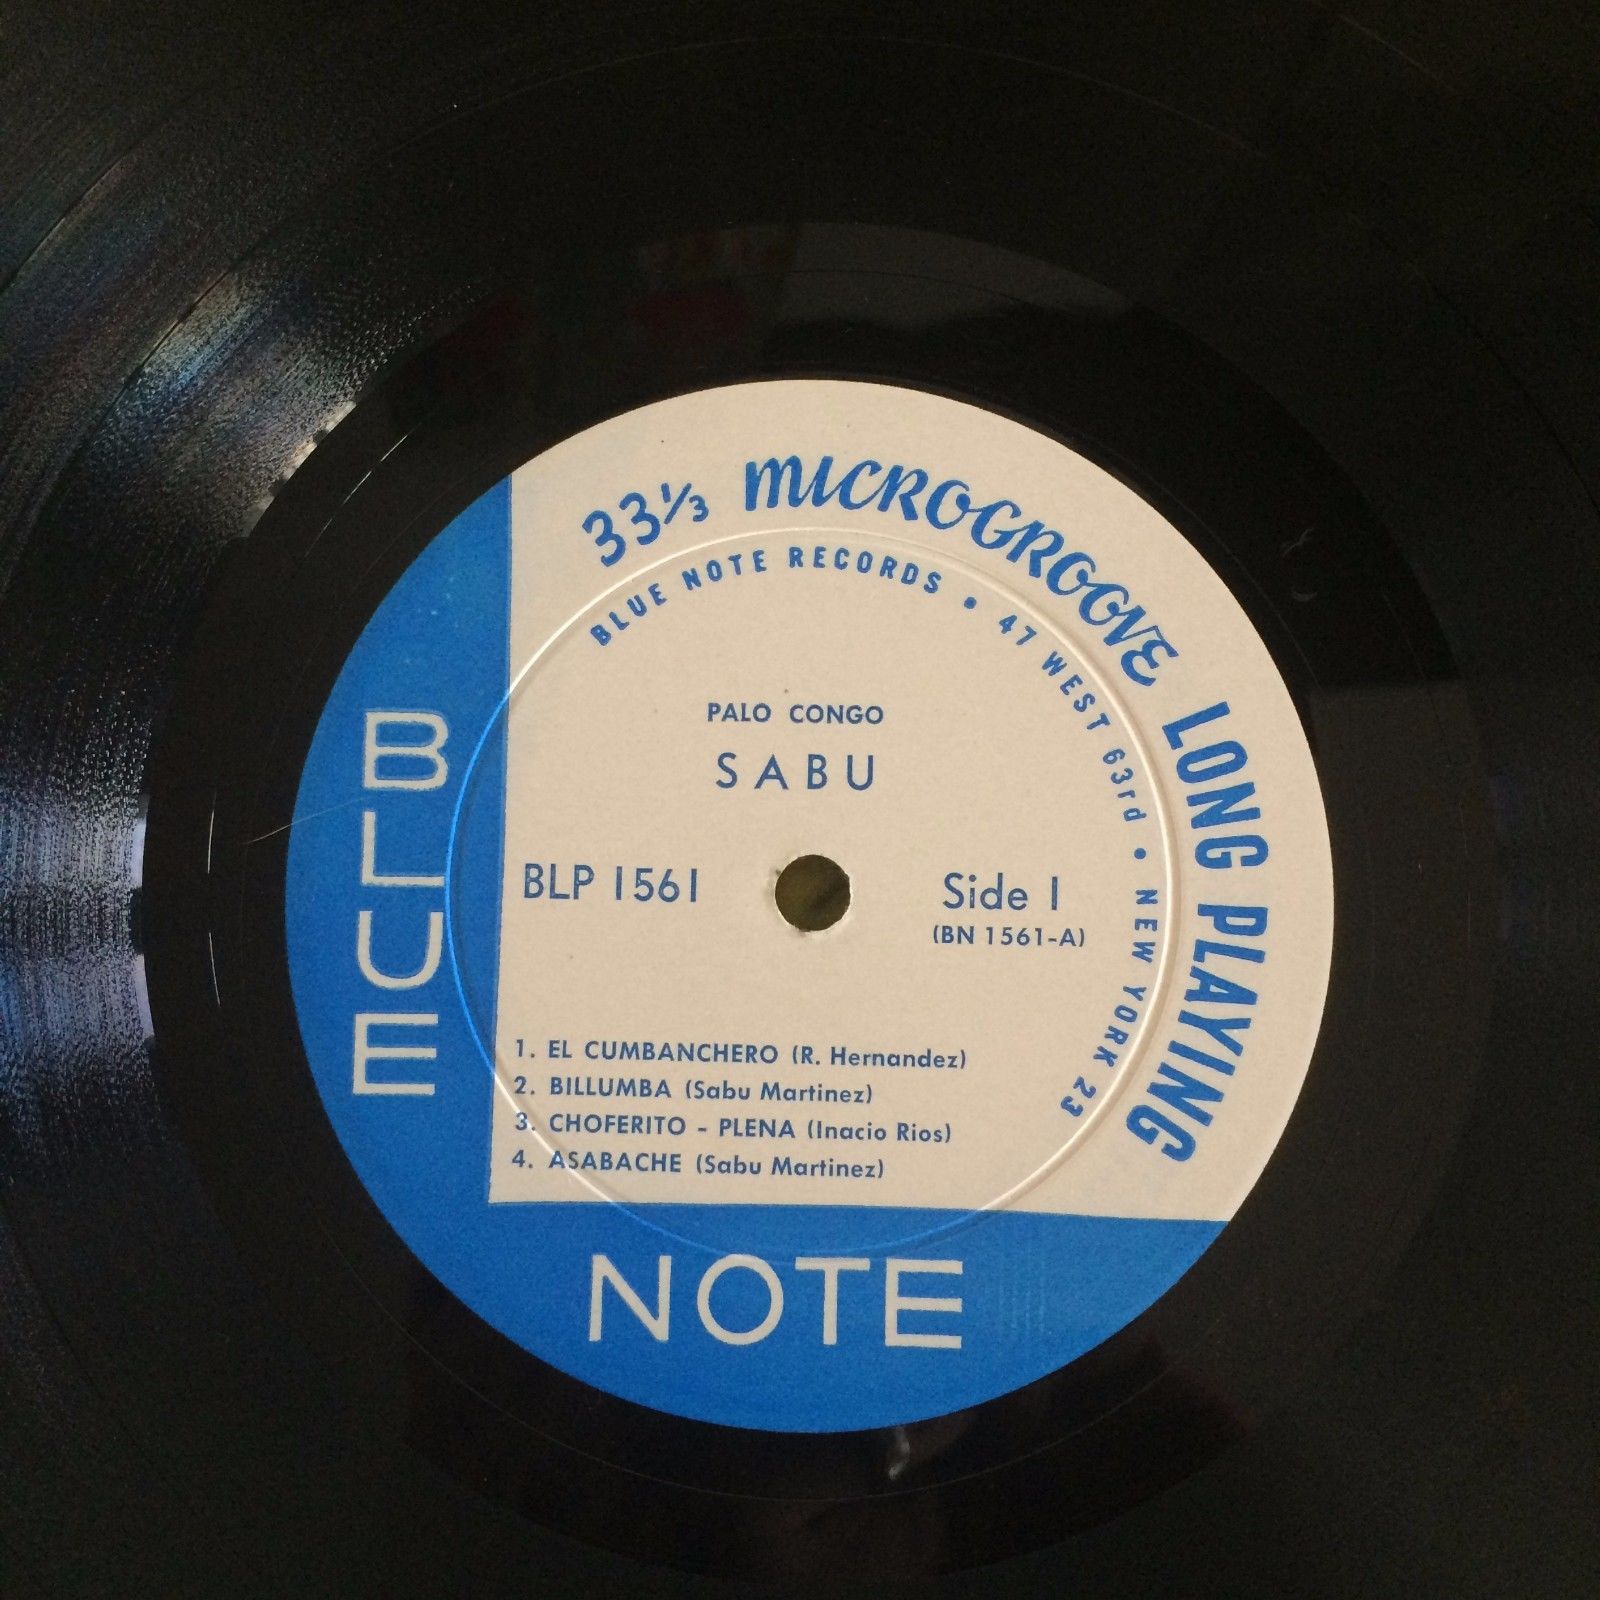 33⅓ MICROGROOVE LONG PLAYING
BLUE NOTE RECORDS • 47 WEST 63rd • NEW YORK 23
PALO CONGO
SABU
BLP 1561
Side 1
(BN 1561-A)
1. EL CUMBANCHERO (R. Hernandez)
2. BILLUMBA (Sabu Martinez)
3. CHOFERITO - PLENA (Inacio Rios)
4. ASABACHE (Sabu Martinez)
BLUE
NOTE